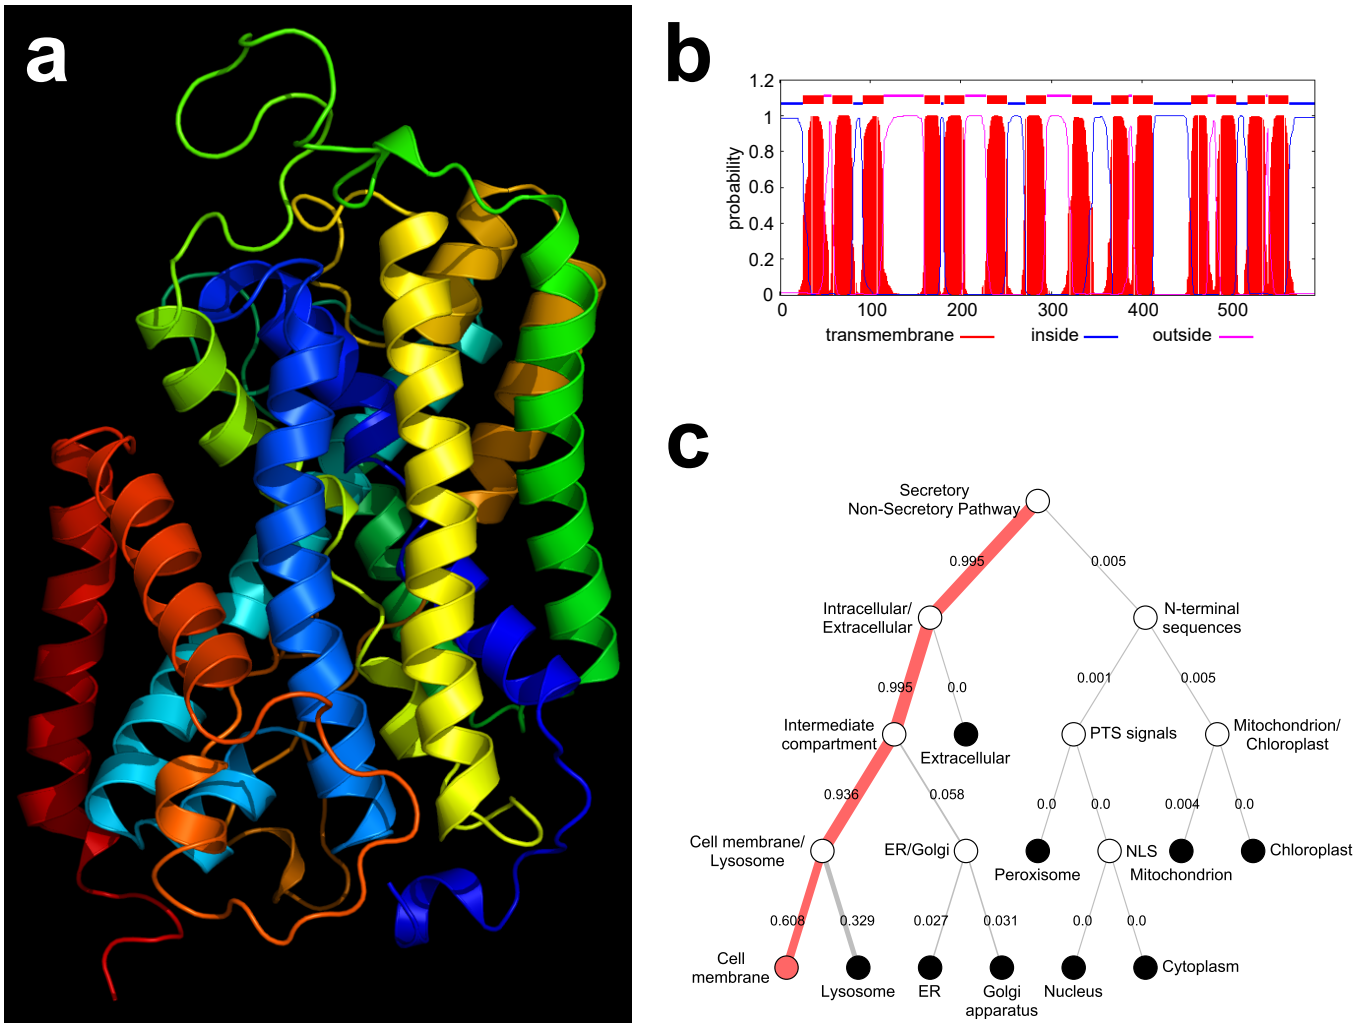 a
b
1.2
1
0.8
0.6
0.4
0.2
0
probability
0 100 200 300 400 500
transmembrane inside outside
c
Secretory
Non-Secretory Pathway
0.995 0.005
Intracellular/
Extracellular
N-terminal
sequences
0.995 0.0 0.001 0.005
Intermediate
compartment
Extracellular
PTS signals
Mitochondrion/
Chloroplast
0.936 0.058 0.0 0.0 0.004 0.0
Cell membrane/
Lysosome
ER/Golgi
Peroxisome
NLS
Mitochondrion
Chloroplast
0.608 0.329 0.027 0.031 0.0 0.0
Cell
membrane
Lysosome
ER
Golgi
apparatus
Nucleus
Cytoplasm